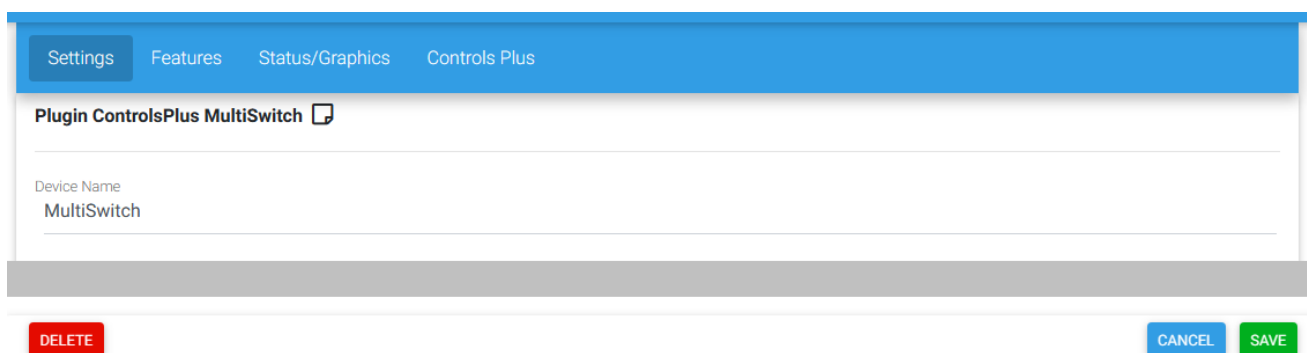 Settings Features Status/Graphics Controls Plus
Plugin ControlsPlus MultiSwitch
Device Name
MultiSwitch
DELETE CANCEL SAVE